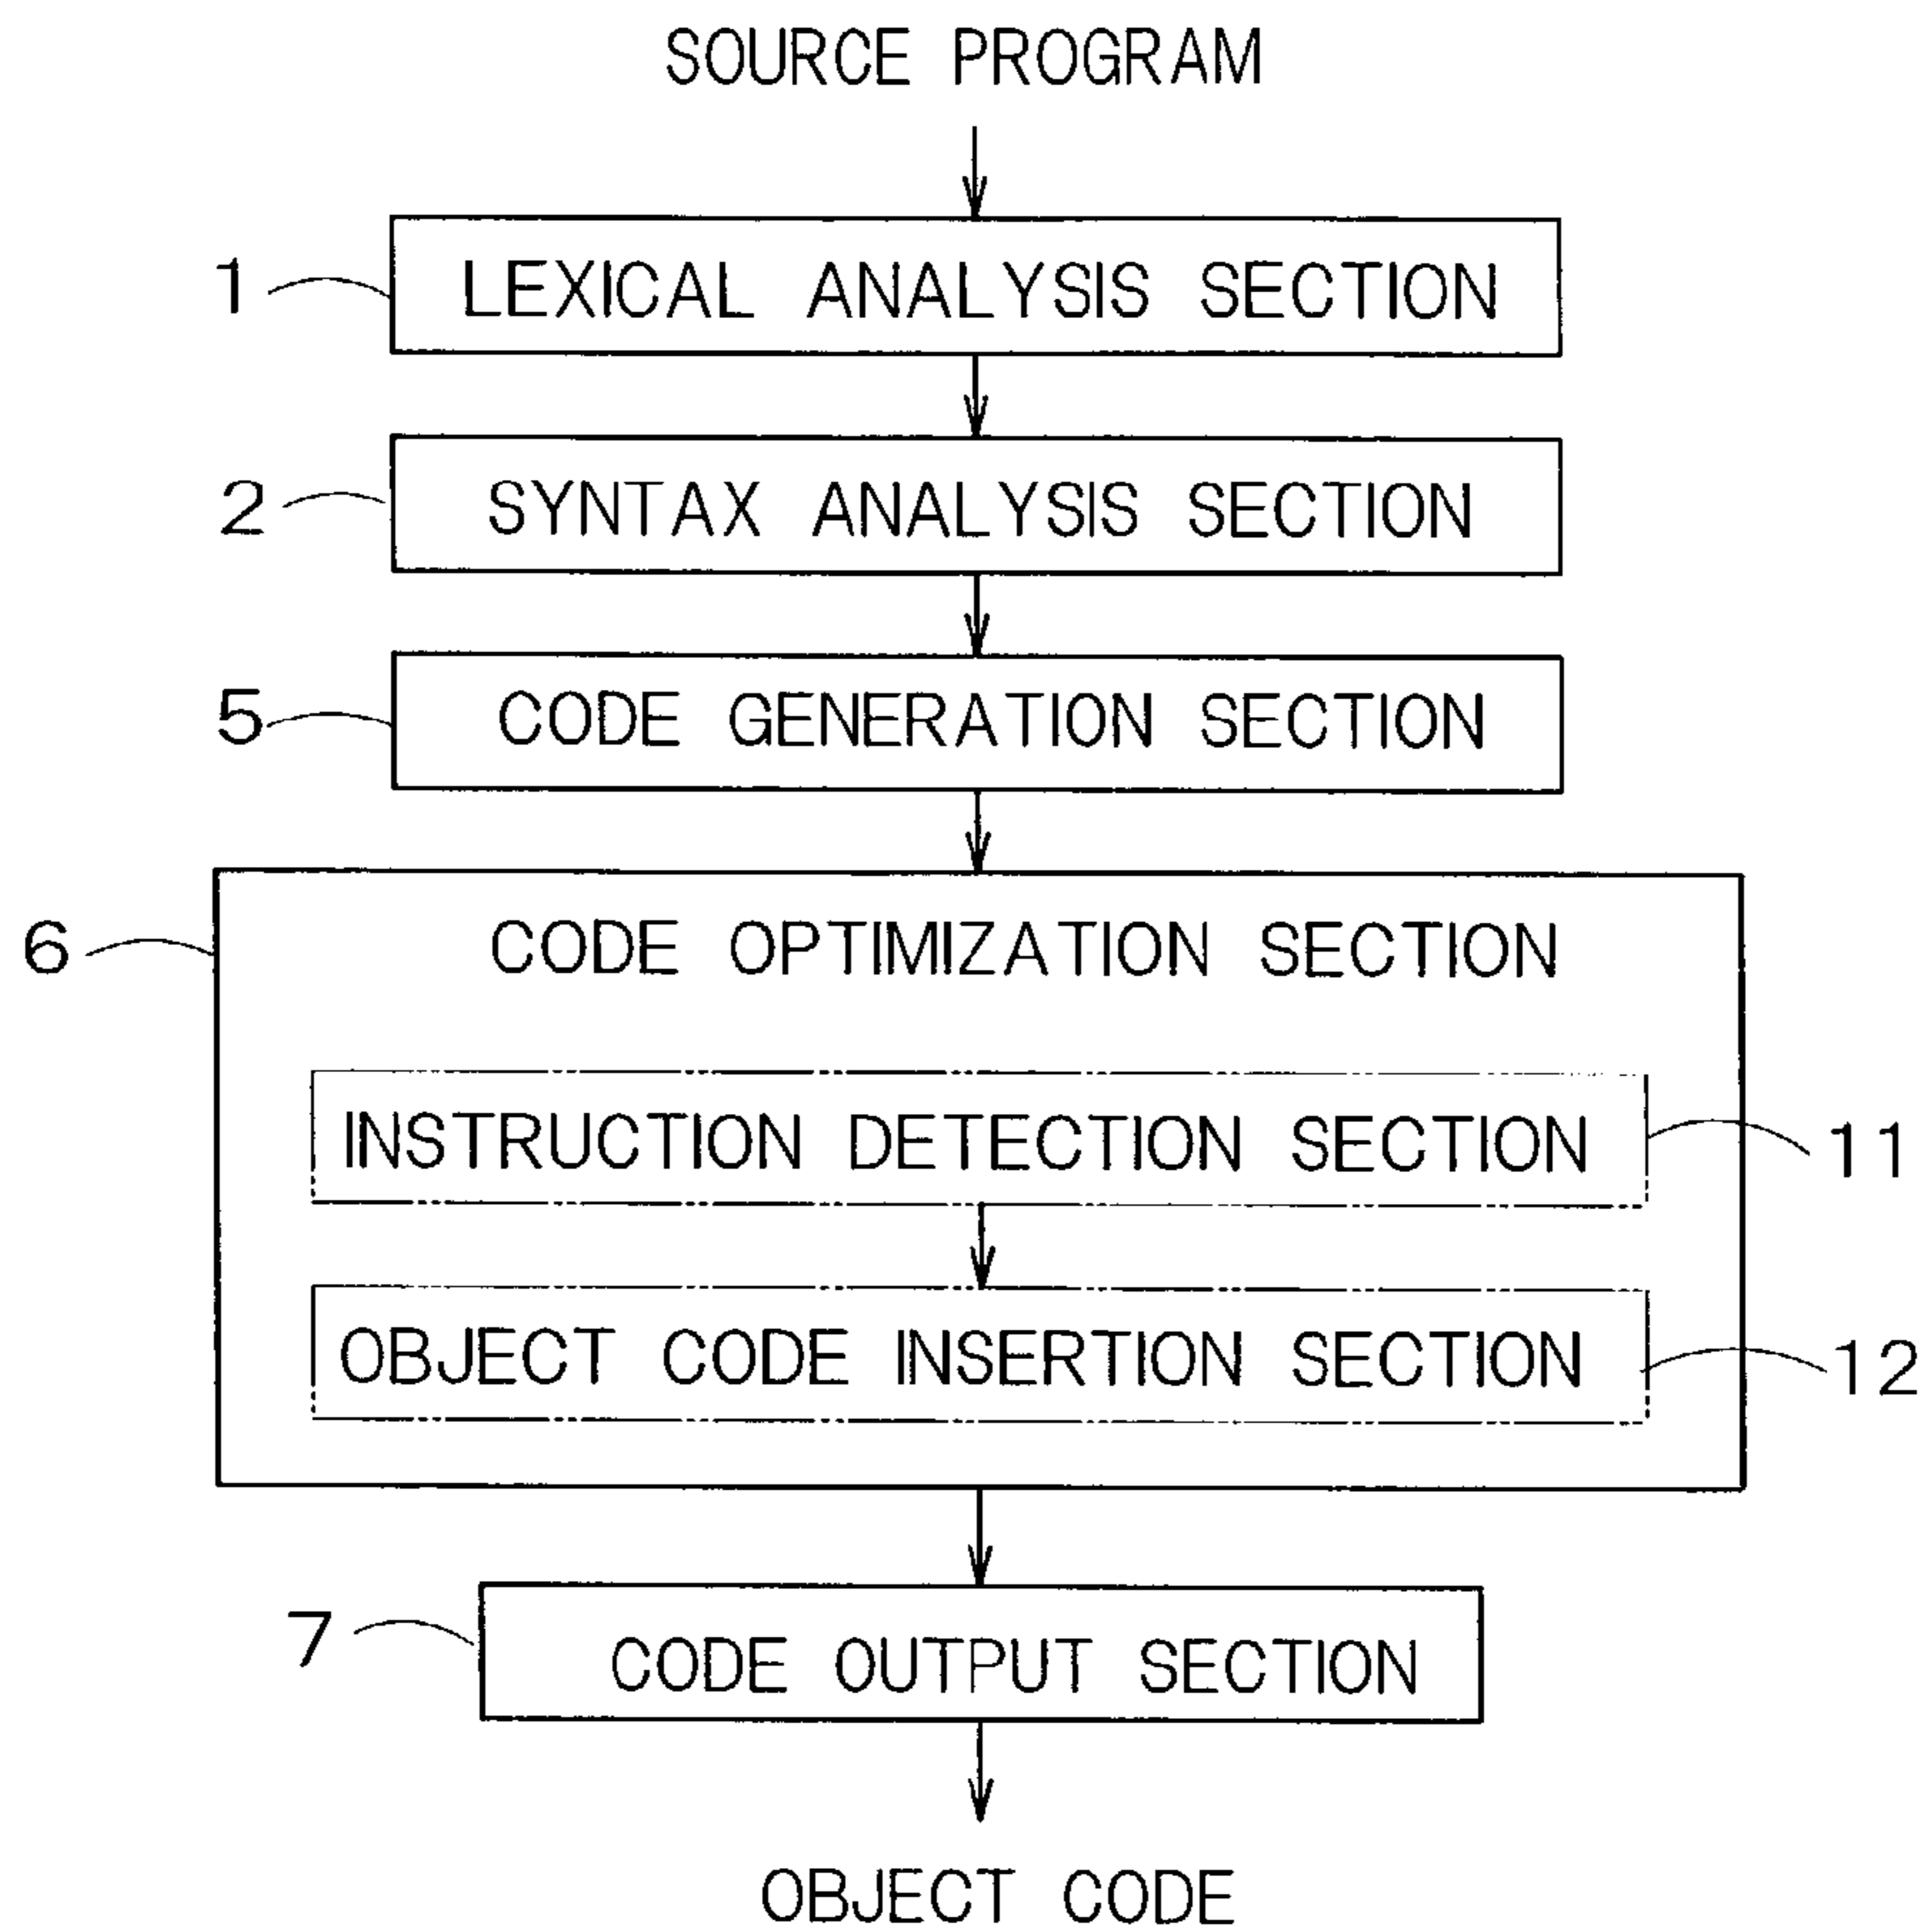 SOURCE PROGRAM
1 LEXICAL ANALYSIS SECTION
2 SYNTAX ANALYSIS SECTION
5 CODE GENERATION SECTION
6 CODE OPTIMIZATION SECTION
INSTRUCTION DETECTION SECTION 11
OBJECT CODE INSERTION SECTION 12
7 CODE OUTPUT SECTION
OBJECT CODE